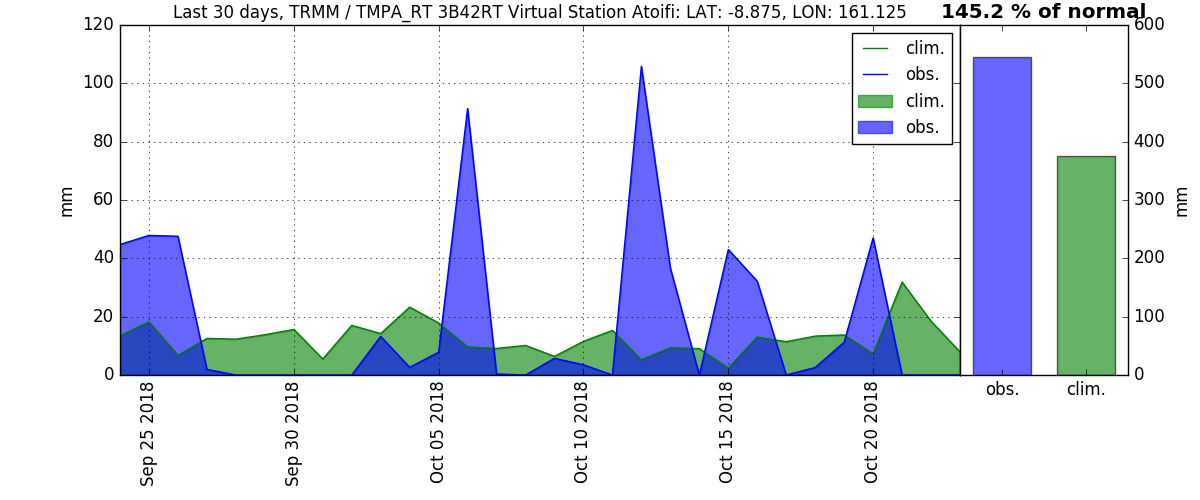 Last 30 days, TRMM / TMPA_RT 3B42RT Virtual Station Atoifi: LAT: -8.875, LON: 161.125
145.2 % of normal
120
100
80
60
40
20
0
mm
clim.
obs.
clim.
obs.
600
500
400
300
200
100
0
mm
Sep 25 2018
Sep 30 2018
Oct 05 2018
Oct 10 2018
Oct 15 2018
Oct 20 2018
obs.
clim.